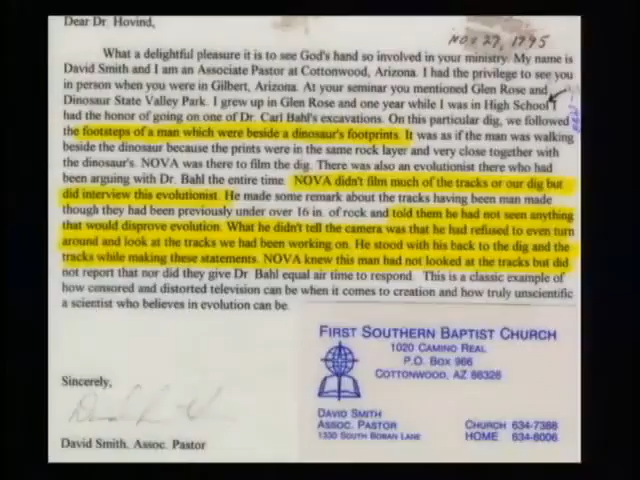 Dear Dr. Hovind,
Nov 27, 1995
What a delightful pleasure it is to see God's hand so involved in your ministry. My name is
David Smith and I am an Associate Pastor at Cottonwood, Arizona. I had the privilege to see you
in person when you were in Gilbert, Arizona. At your seminar you mentioned Glen Rose and
Dinosaur State Valley Park. I grew up in Glen Rose and one year while I was in High School I
had the honor of going on one of Dr. Carl Bahl's excavations. On this particular dig, we followed
the footsteps of a man which were beside a dinosaur's footprints. It was as if the man was walking
beside the dinosaur because the prints were in the same rock layer and very close together with
the dinosaur's. NOVA was there to film the dig. There was also an evolutionist there who had
been arguing with Dr. Bahl the entire time. NOVA didn't film much of the tracks or our dig but
did interview this evolutionist. He made some remark about the tracks having been man made
though they had been previously under over 16 in. of rock and told them he had not seen anything
that would disprove evolution. What he didn't tell the camera was that he had refused to even turn
around and look at the tracks we had been working on. He stood with his back to the dig and the
tracks while making these statements. NOVA knew this man had not looked at the tracks but did
not report that nor did they give Dr. Bahl equal air time to respond. This is a classic example of
how censored and distorted television can be when it comes to creation and how truly unscientific
a scientist who believes in evolution can be.
Sincerely,
David Smith, Assoc. Pastor
FIRST SOUTHERN BAPTIST CHURCH
1020 CAMINO REAL
P.O. BOX 966
COTTONWOOD, AZ 86326
DAVID SMITH
ASSOC. PASTOR
1330 SOUTH BOBAN LANE
CHURCH 634-7388
HOME 634-6006